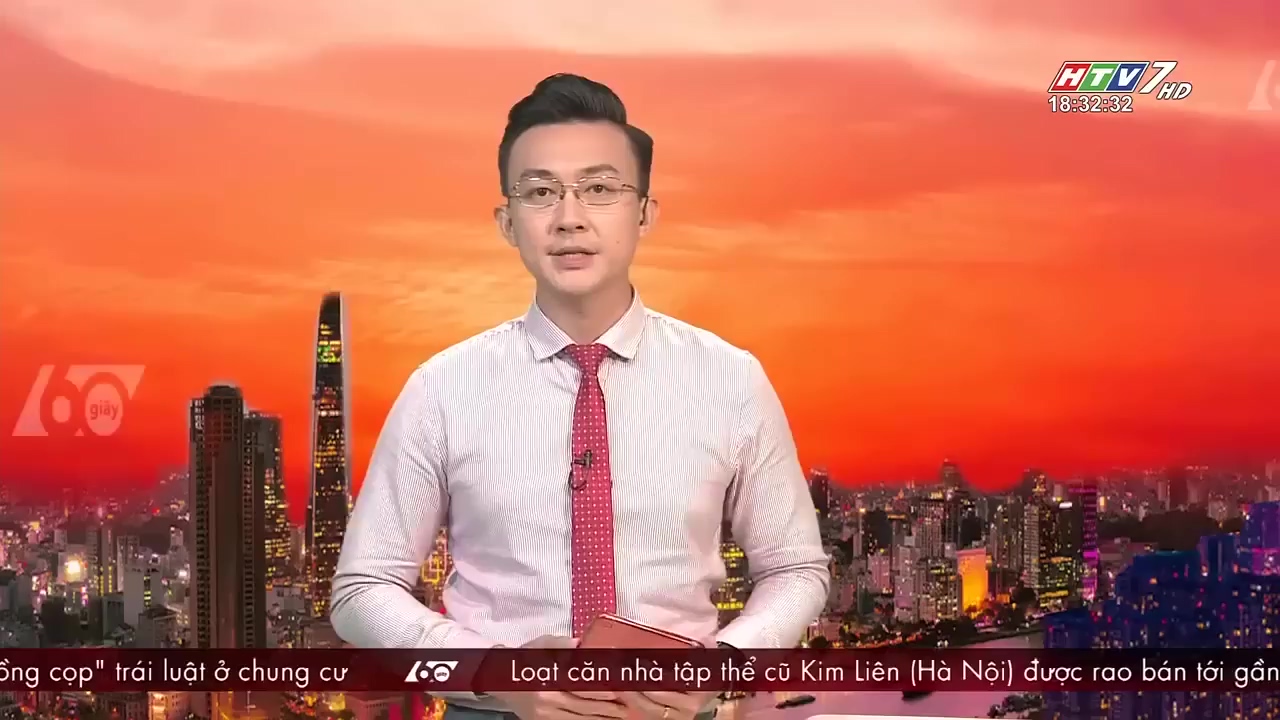 HTV7 HD
18:32:32
60 giây
ồng cọp" trái luật ở chung cư 60 giây Loạt căn nhà tập thể cũ Kim Liên (Hà Nội) được rao bán tới gần